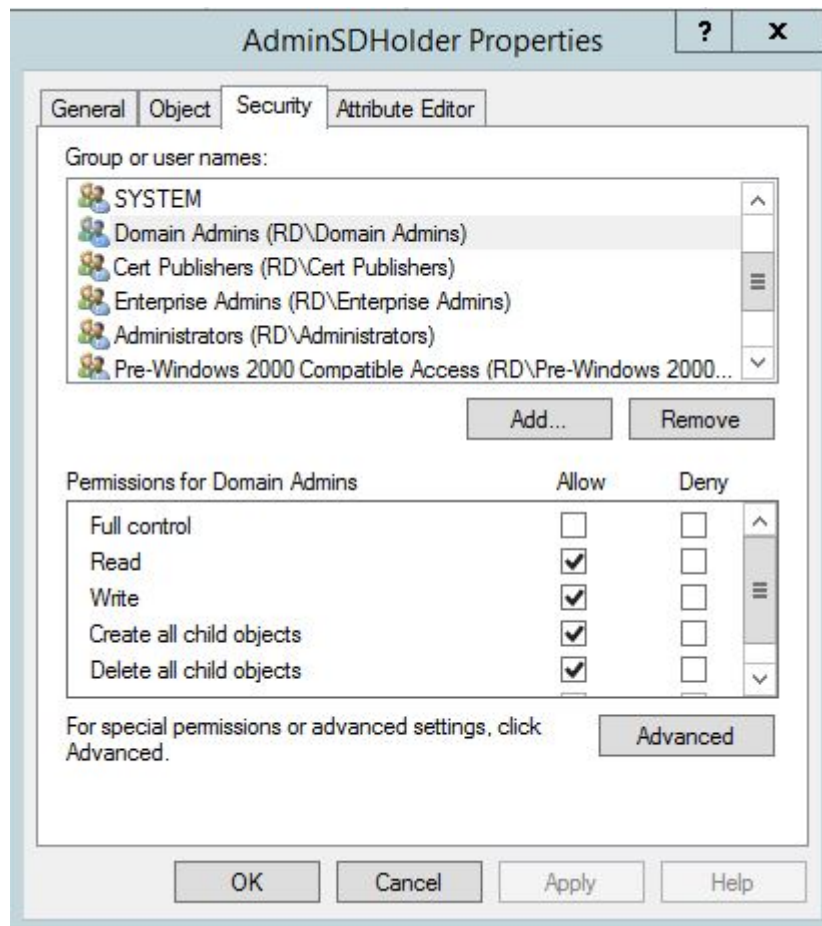 AdminSDHolder Properties
? x
General Object Security Attribute Editor
Group or user names:
SYSTEM
Domain Admins (RD\Domain Admins)
Cert Publishers (RD\Cert Publishers)
Enterprise Admins (RD\Enterprise Admins)
Administrators (RD\Administrators)
Pre-Windows 2000 Compatible Access (RD\Pre-Windows 2000...
Add... Remove
Permissions for Domain Admins Allow Deny
Full control
Read
Write
Create all child objects
Delete all child objects
For special permissions or advanced settings, click
Advanced.
Advanced
OK Cancel Apply Help